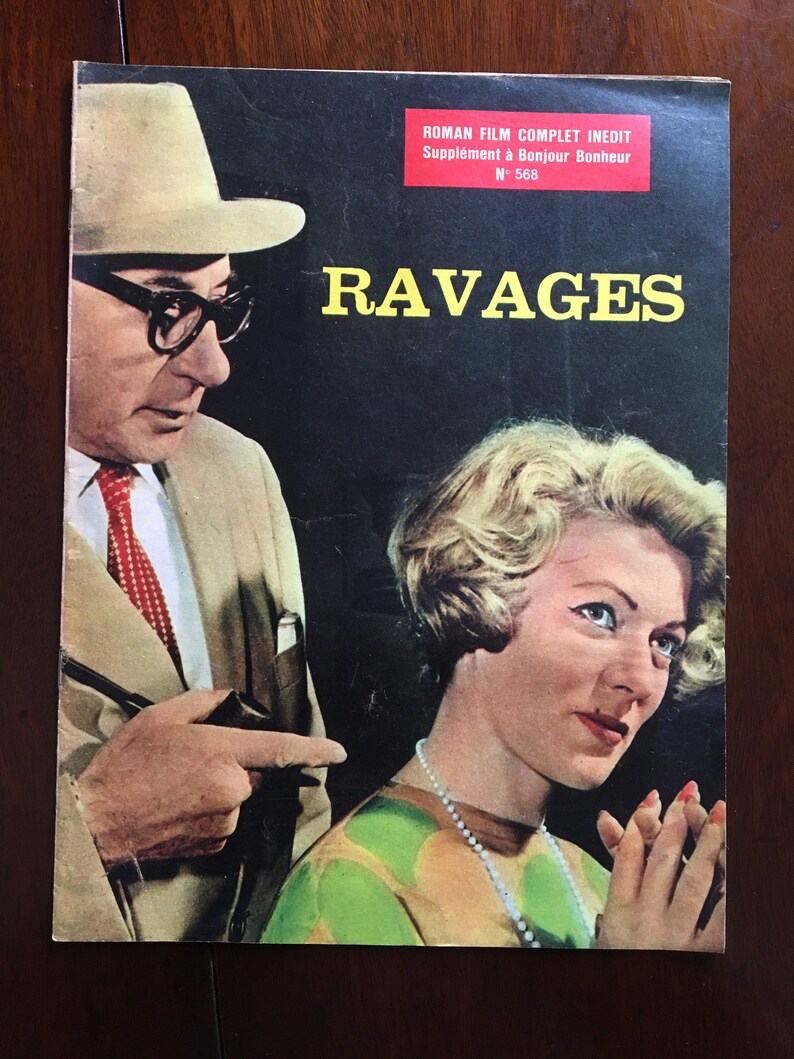 ROMAN FILM COMPLET INEDIT
Supplément à Bonjour Bonheur
N° 568
RAVAGES